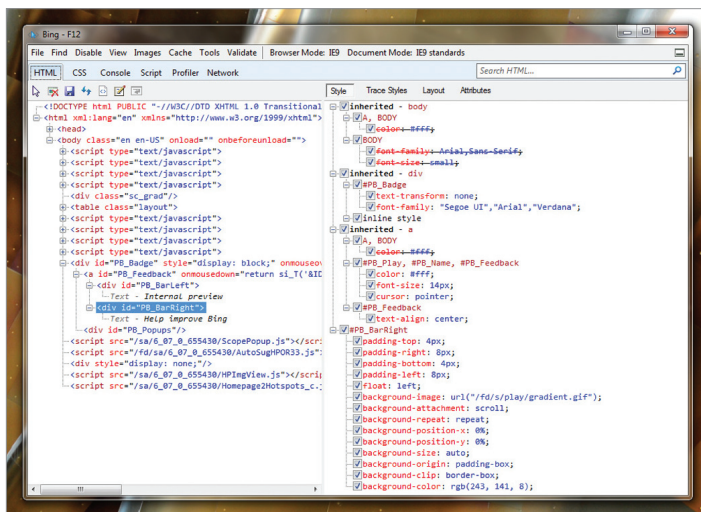 Bing - F12
File Find Disable View Images Cache Tools Validate Browser Mode: IE9 Document Mode: IE9 standards
HTML CSS Console Script Profiler Network
Search HTML...
Style Trace Styles Layout Attributes
<!DOCTYPE html PUBLIC "-//W3C//DTD XHTML 1.0 Transitional
<html xml:lang="en" xmlns="http://www.w3.org/1999/xhtml">
<head>
<body class="en en-US" onload="" onbeforeunload="">
<script type="text/javascript">
<script type="text/javascript">
<script type="text/javascript">
<div class="sc_grad"/>
<table class="layout">
<script type="text/javascript">
<script type="text/javascript">
<script type="text/javascript">
<script type="text/javascript">
<div id="PB_Badge" style="display: block;" onmouseov
<a id="PB_Feedback" onmousedown="return si_T('&ID
<div id="PB_BarLeft">
Text - Internal preview
<div id="PB_BarRight">
Text - Help improve Bing
<div id="PB_Popups"/>
<script src="/sa/6_07_0_655430/ScopePopup.js"></scri
<script src="/fd/sa/6_07_0_655430/AutoSugHPOR33.js":
<div style="display: none;"/>
<script src="/sa/6_07_0_655430/HPImgView.js"></scrip
<script src="/sa/6_07_0_655430/Homepage2Hotspots_c.j
inherited - body
A, BODY
color: #fff;
BODY
font-family: Arial,Sans-Serif;
font-size: small;
inherited - div
#PB_Badge
text-transform: none;
font-family: "Segoe UI","Arial","Verdana";
inline style
inherited - a
A, BODY
color: #fff;
#PB_Play, #PB_Name, #PB_Feedback
color: #fff;
font-size: 14px;
cursor: pointer;
#PB_Feedback
text-align: center;
#PB_BarRight
padding-top: 4px;
padding-right: 8px;
padding-bottom: 4px;
padding-left: 8px;
float: left;
background-image: url("/fd/s/play/gradient.gif");
background-attachment: scroll;
background-repeat: repeat;
background-position-x: 0%;
background-position-y: 0%;
background-size: auto;
background-origin: padding-box;
background-clip: border-box;
background-color: rgb(243, 141, 8);